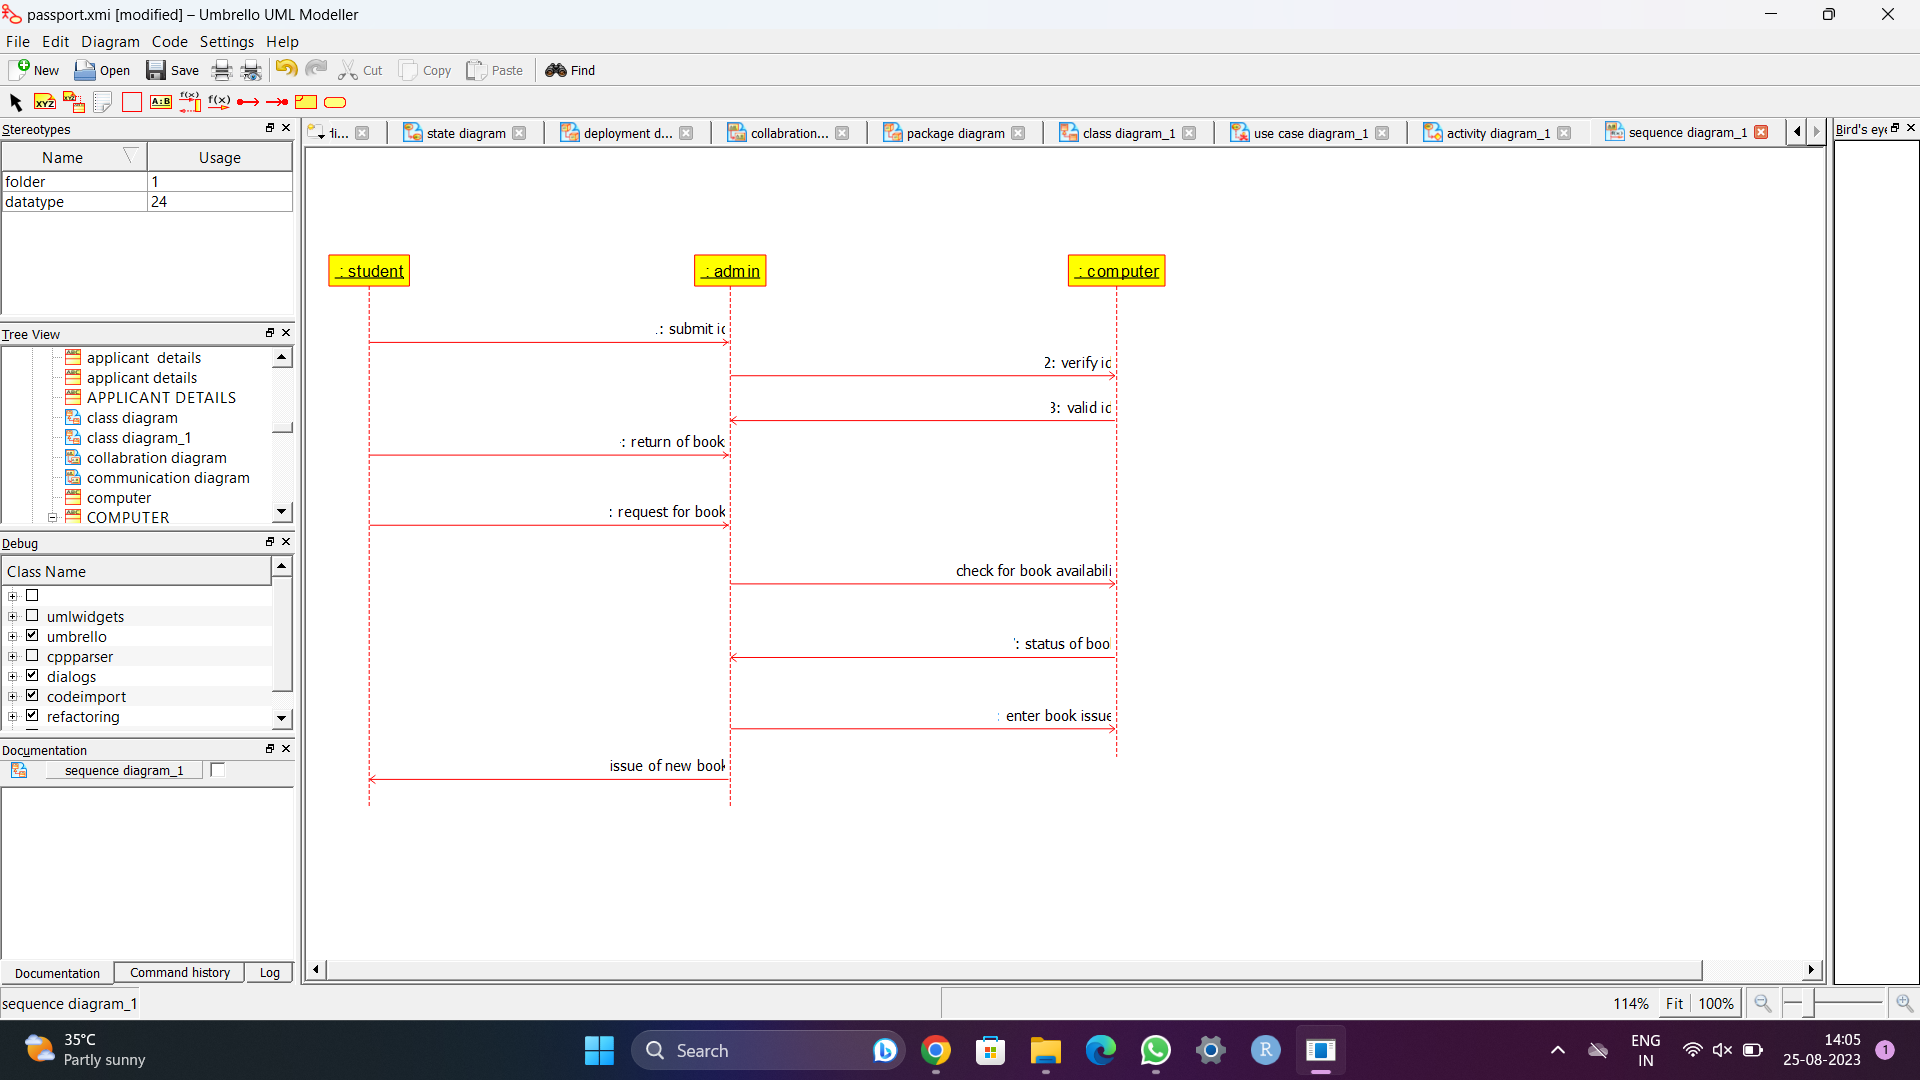 passport.xmi [modified] – Umbrello UML Modeller
File Edit Diagram Code Settings Help
New Open Save Cut Copy Paste Find
XYZ XYZ A:B f(x) f(x)
Stereotypes
Name Usage
folder 1
datatype 24
Tree View
applicant  details
applicant details
APPLICANT DETAILS
class diagram
class diagram_1
collabration diagram
communication diagram
computer
COMPUTER
Debug
Class Name
umlwidgets
umbrello
cppparser
dialogs
codeimport
refactoring
Documentation
sequence diagram_1
Documentation Command history Log
sequence diagram_1
state diagram deployment d... collabration... package diagram class diagram_1 use case diagram_1 activity diagram_1 sequence diagram_1
Bird's eye
: student : admin : computer
: submit id
2: verify id
3: valid id
: return of book
: request for book
check for book availabili
: status of boo
: enter book issue
issue of new book
114% Fit 100%
35°C
Partly sunny
Search
R
ENG
IN
14:05
25-08-2023
1